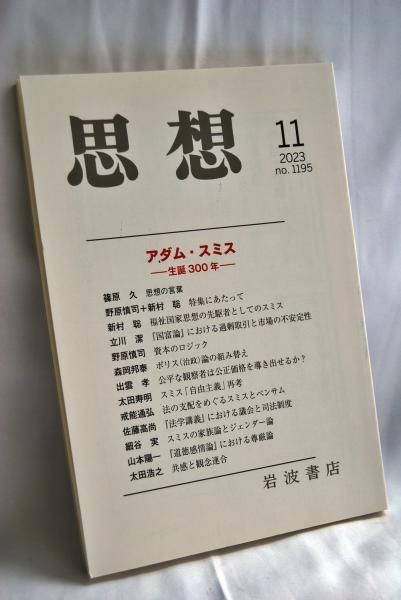 思想
11
2023
no. 1195
アダム・スミス
──生誕300年──
篠原 久 思想の言葉
野原慎司+新村 聡 特集にあたって
新村 聡 福祉国家思想の先駆者としてのスミス
立川 潔 『国富論』における過剰取引と市場の不安定性
野原慎司 資本のロジック
森岡邦泰 ポリス(治政)論の組み替え
出雲 孝 公平な観察者は公正価格を導き出せるか?
太田寿明 スミス「自由主義」再考
戒能通弘 法の支配をめぐるスミスとベンサム
佐藤高尚 『法学講義』における議会と司法制度
細谷 実 スミスの家族論とジェンダー論
山本陽一 『道徳感情論』における尊厳論
太田浩之 共感と観念連合
岩波書店